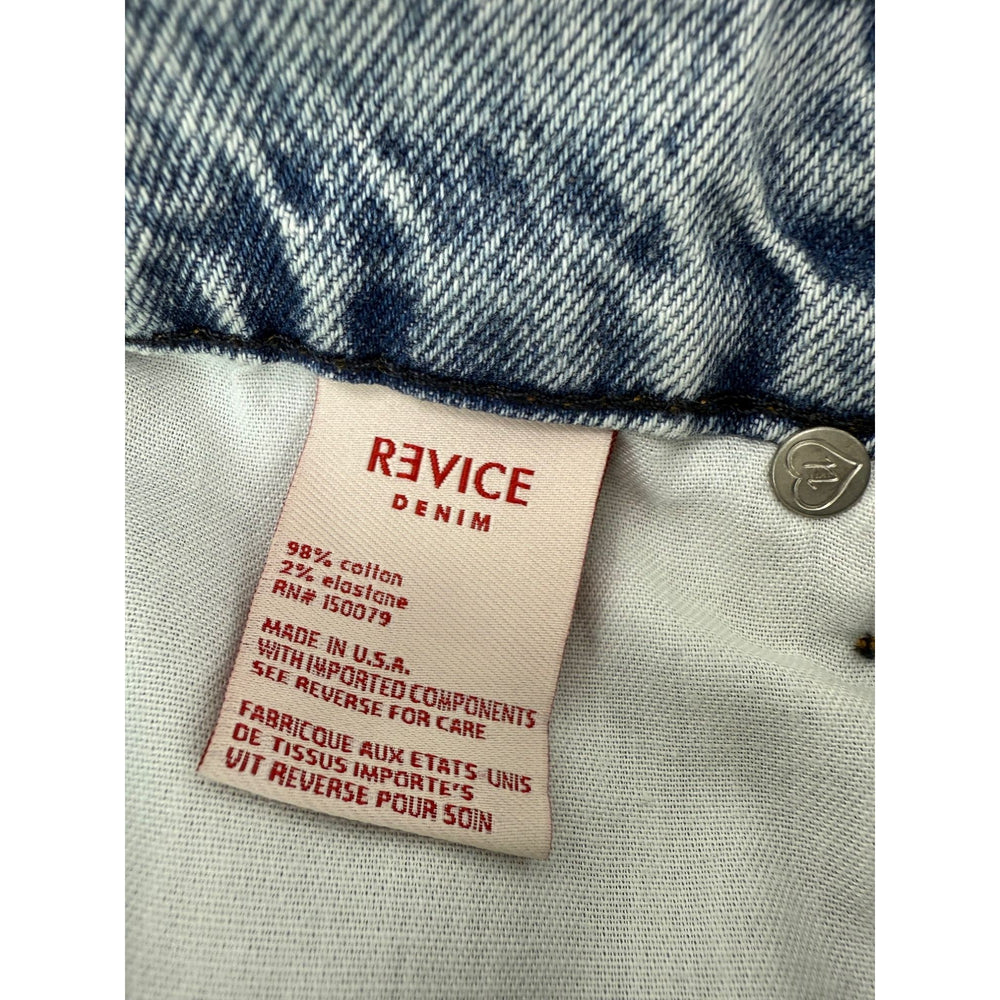 RƎVICE
DENIM
98% cotton
2% elastane
RN# 150079
MADE IN U.S.A.
WITH IMPORTED COMPONENTS
SEE REVERSE FOR CARE
FABRICQUE AUX ETATS UNIS
DE TISSUS IMPORTE'S
VIT REVERSE POUR SOIN